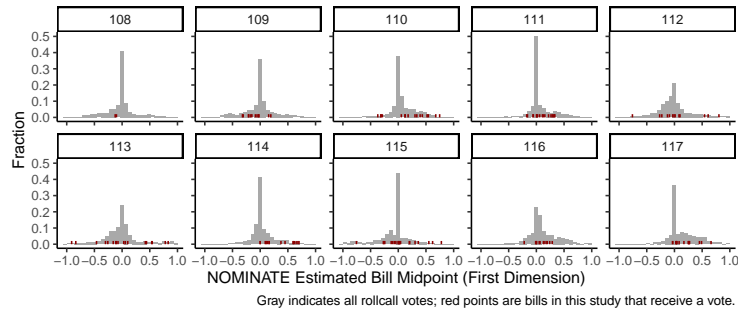 108 109 110 111 112
0.5
0.4
0.3
0.2
0.1
0.0
113 114 115 116 117
0.5
0.4
0.3
0.2
0.1
0.0
Fraction
−1.0 −0.5 0.0 0.5 1.0 −1.0 −0.5 0.0 0.5 1.0 −1.0 −0.5 0.0 0.5 1.0 −1.0 −0.5 0.0 0.5 1.0 −1.0 −0.5 0.0 0.5 1.0
NOMINATE Estimated Bill Midpoint (First Dimension)
Gray indicates all rollcall votes; red points are bills in this study that receive a vote.